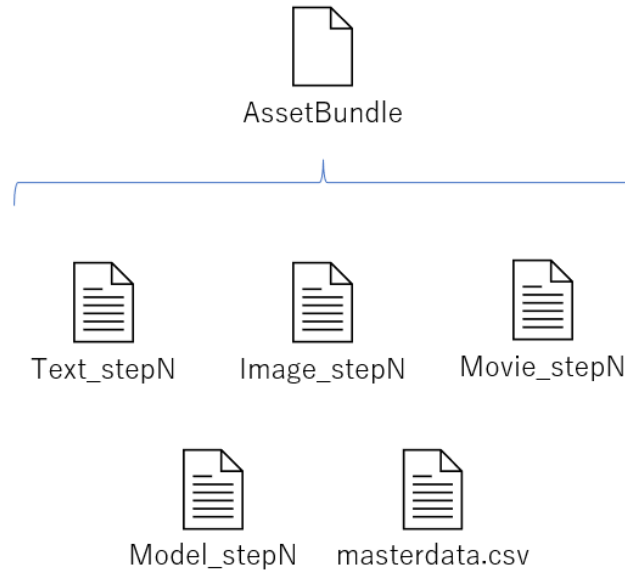 AssetBundle
Text_stepN
Image_stepN
Movie_stepN
Model_stepN
masterdata.csv